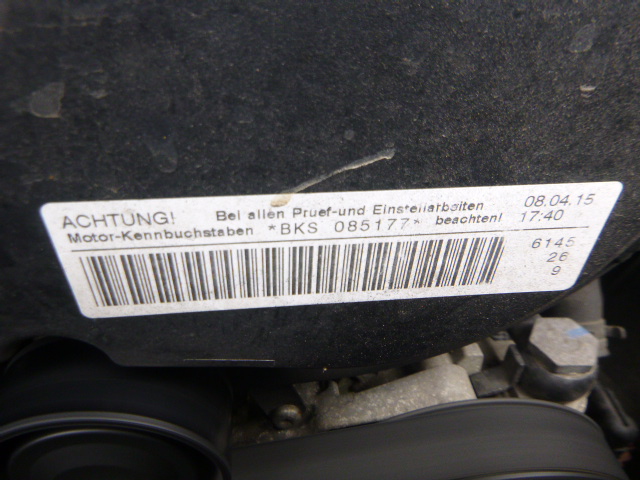 ACHTUNG! Bei allen Pruef-und Einstellarbeiten 08.04.15
Motor-Kennbuchstaben *BKS 085177* beachten! 17:40
6145
26
9